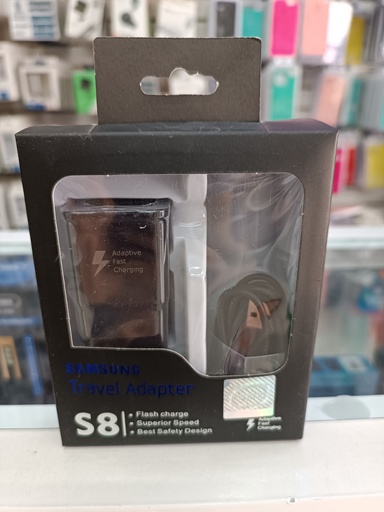 Adaptive
Fast
Charging
SAMSUNG
Travel Adapter
S8
• Flash charge
• Superior Speed
• Best Safety Design
Adaptive
Fast
Charging